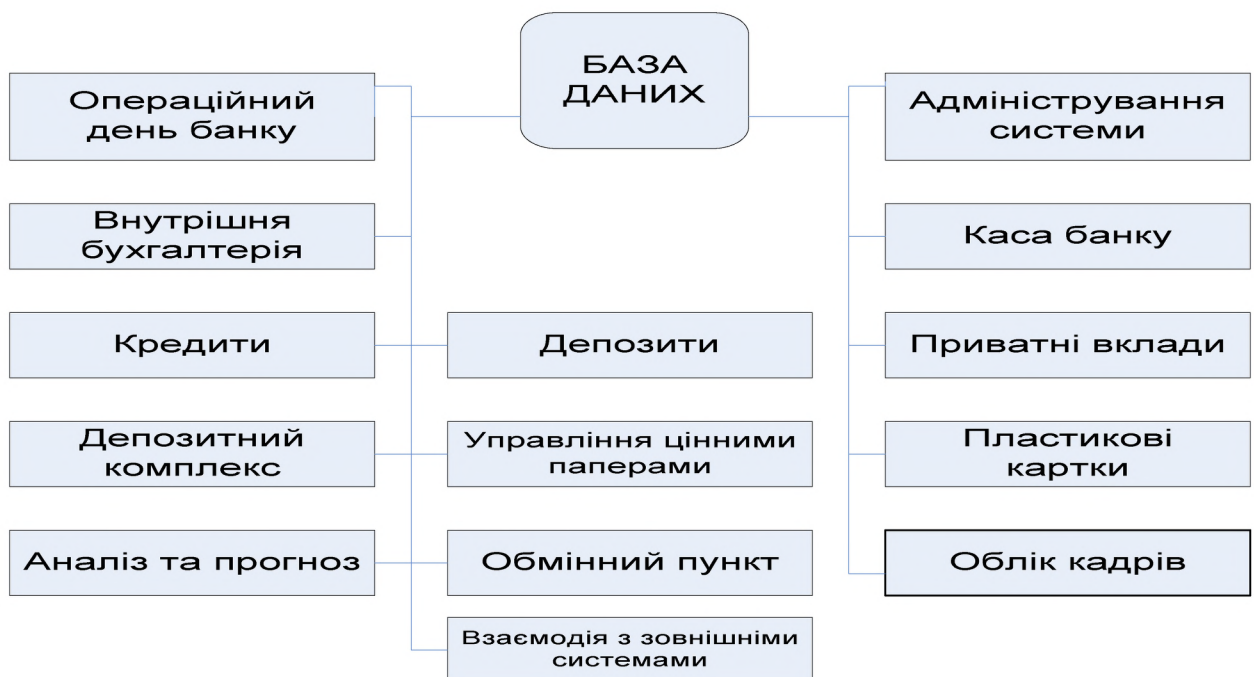 БАЗА
ДАНИХ
Операційний
день банку
Адміністрування
системи
Внутрішня
бухгалтерія
Каса банку
Кредити
Депозити
Приватні вклади
Депозитний
комплекс
Управління цінними
паперами
Пластикові
картки
Аналіз та прогноз
Обмінний пункт
Облік кадрів
Взаємодія з зовнішніми
системами